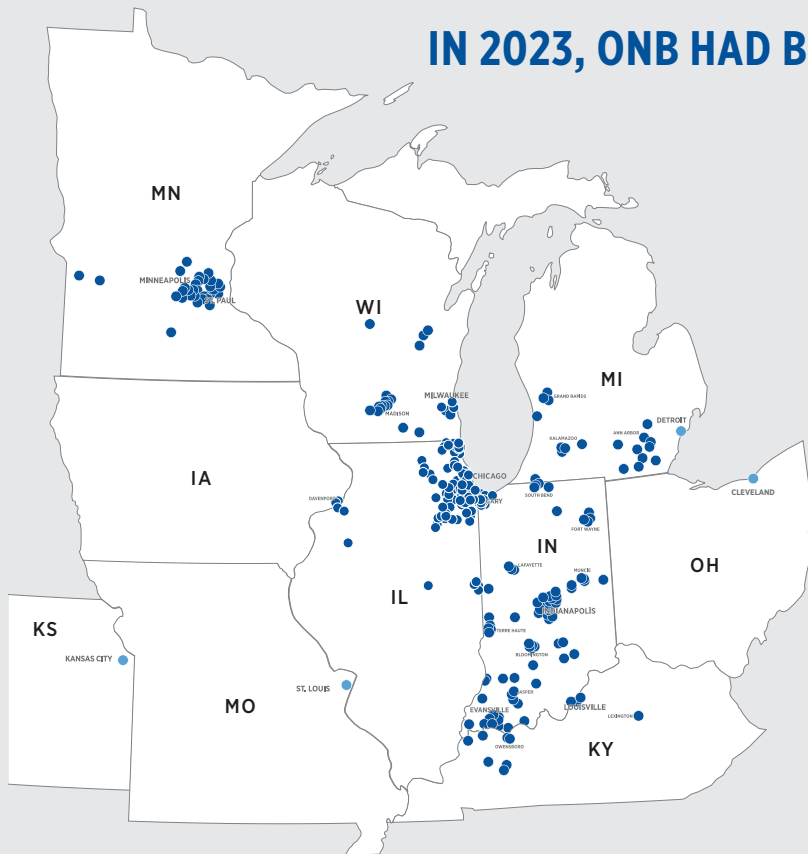 IN 2023, ONB HAD B
MN
MINNEAPOLIS
ST. PAUL
WI
MI
GRAND RAPIDS
MILWAUKEE
MADISON
DETROIT
ANN ARBOR
KALAMAZOO
IA
CHICAGO
CLEVELAND
SOUTH BEND
DAVENPORT
GARY
FORT WAYNE
IN
OH
LAFAYETTE
MUNCIE
IL
INDIANAPOLIS
KS
TERRE HAUTE
BLOOMINGTON
KANSAS CITY
ST. LOUIS
JASPER
MO
EVANSVILLE
LOUISVILLE
LEXINGTON
OWENSBORO
KY